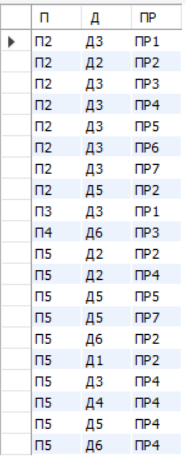 П Д ПР
П2 Д3 ПР1
П2 Д2 ПР2
П2 Д3 ПР3
П2 Д3 ПР4
П2 Д3 ПР5
П2 Д3 ПР6
П2 Д3 ПР7
П2 Д5 ПР2
П3 Д3 ПР1
П4 Д6 ПР3
П5 Д2 ПР2
П5 Д2 ПР4
П5 Д5 ПР5
П5 Д5 ПР7
П5 Д6 ПР2
П5 Д1 ПР2
П5 Д3 ПР4
П5 Д4 ПР4
П5 Д5 ПР4
П5 Д6 ПР4